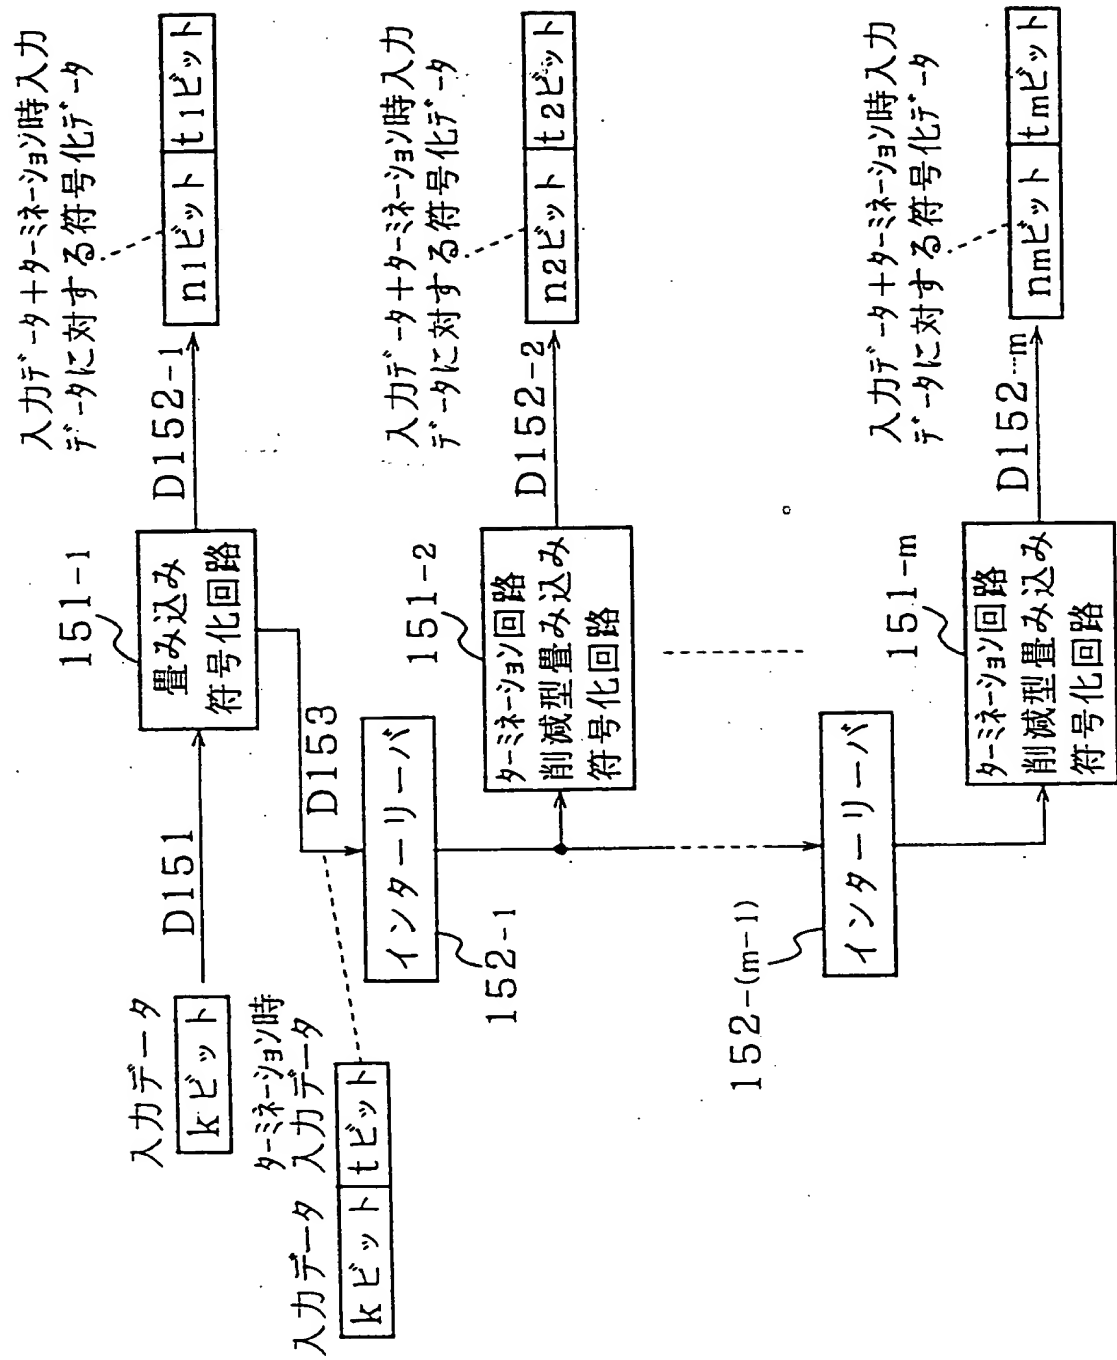 入力データ
kビット
D151
151-1
畳み込み
符号化回路
D152-1
入力データ+ターミネーション時入力
データに対する符号化データ
n1ビット
t1ビット
入力データ
ターミネーション時
入力データ
kビット
tビット
D153
インターリーバ
152-1
151-2
ターミネーション回路
削減型畳み込み
符号化回路
D152-2
入力データ+ターミネーション時入力
データに対する符号化データ
n2ビット
t2ビット
152-(m-1)
インターリーバ
151-m
ターミネーション回路
削減型畳み込み
符号化回路
D152-m
入力データ+ターミネーション時入力
データに対する符号化データ
nmビット
tmビット